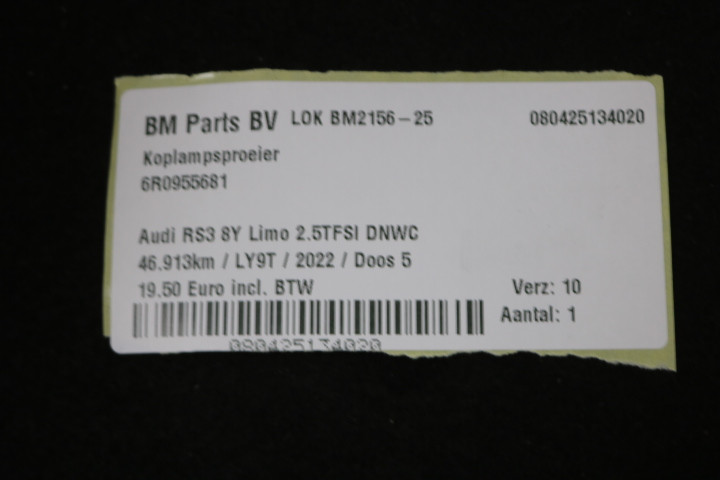 BM Parts BV LOK BM2156-25 080425134020
Koplampsproeier
6R0955681
Audi RS3 8Y Limo 2.5TFSI DNWC
46.913km / LY9T / 2022 / Doos 5
19.50 Euro incl. BTW Verz: 10
Aantal: 1
080425134020